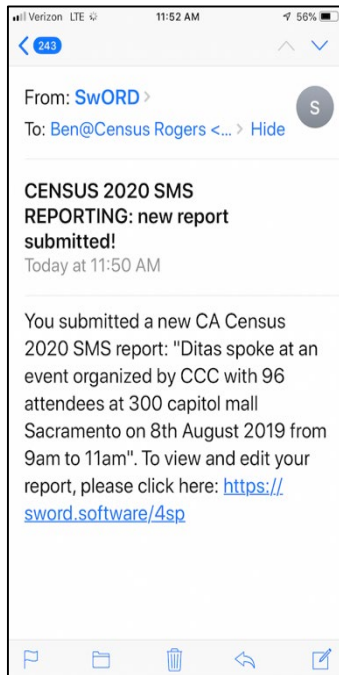 Verizon LTE 11:52 AM 56%
243
From: SwORD
S
To: Ben@Census Rogers <... Hide
CENSUS 2020 SMS
REPORTING: new report
submitted!
Today at 11:50 AM
You submitted a new CA Census
2020 SMS report: "Ditas spoke at an
event organized by CCC with 96
attendees at 300 capitol mall
Sacramento on 8th August 2019 from
9am to 11am". To view and edit your
report, please click here: https://
sword.software/4sp